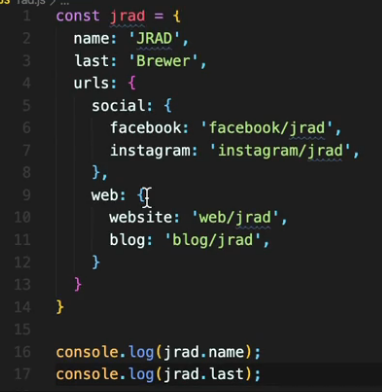 rad.js > ...
1 const jrad = {
2   name: 'JRAD',
3   last: 'Brewer',
4   urls: {
5     social: {
6       facebook: 'facebook/jrad',
7       instagram: 'instagram/jrad',
8     },
9     web: {
10       website: 'web/jrad',
11       blog: 'blog/jrad',
12     }
13   }
14 }
15
16 console.log(jrad.name);
17 console.log(jrad.last);